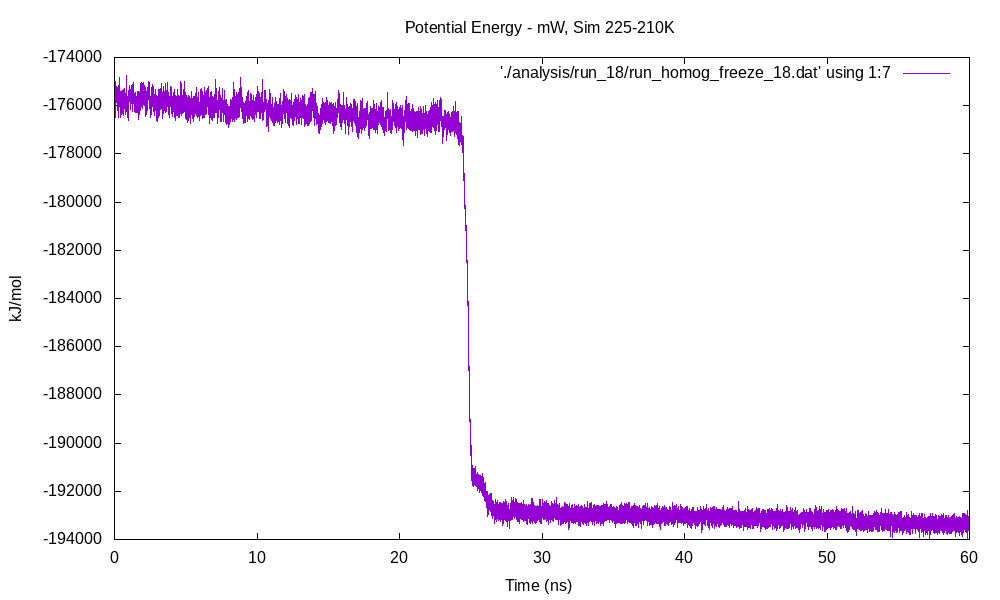 Potential Energy - mW, Sim 225-210K
'./analysis/run_18/run_homog_freeze_18.dat' using 1:7
-174000
-176000
-178000
-180000
-182000
-184000
-186000
-188000
-190000
-192000
-194000
kJ/mol
0 10 20 30 40 50 60
Time (ns)